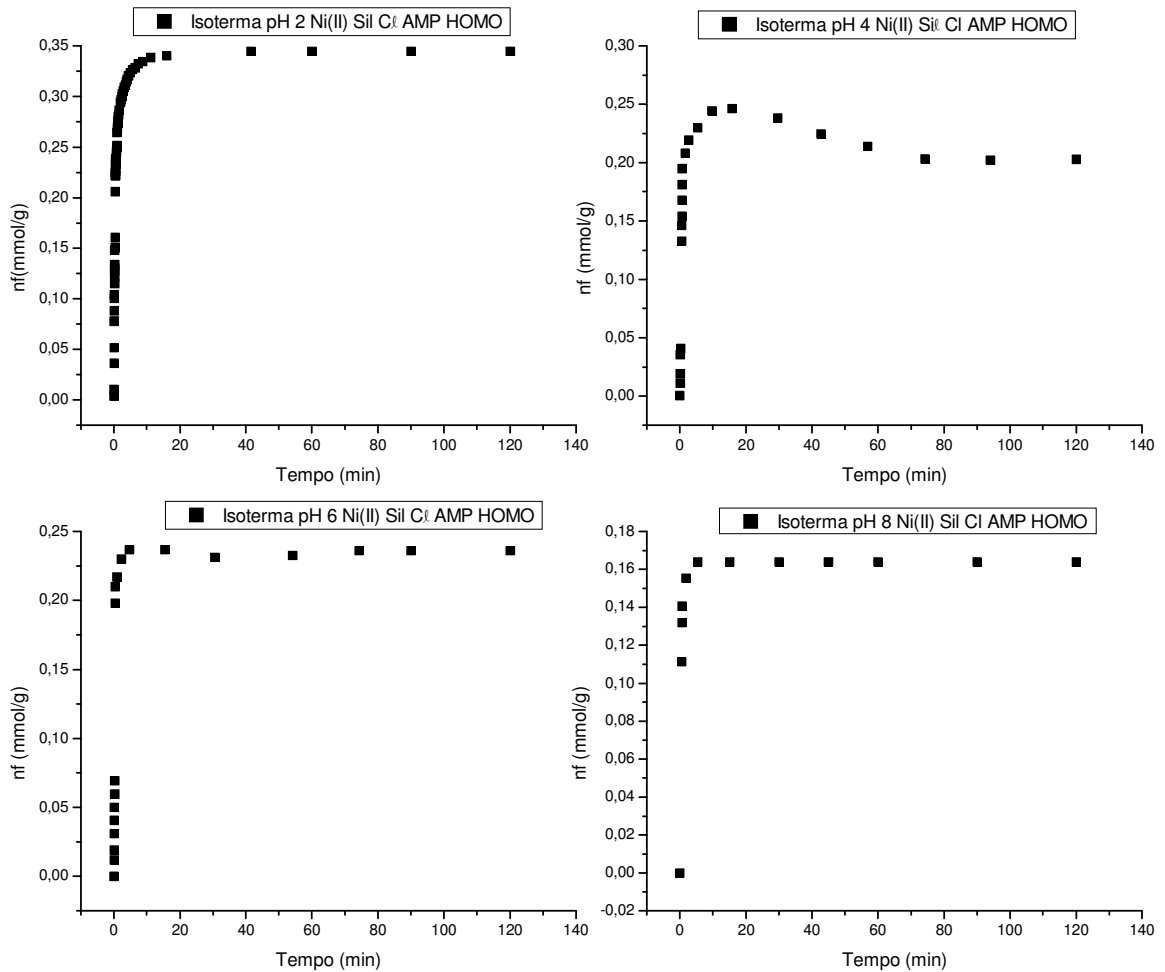 Isoterma pH 2 Ni(II) Sil Cℓ AMP HOMO
0,35
0,30
0,25
0,20
0,15
0,10
0,05
0,00
nf(mmol/g)
0 20 40 60 80 100 120 140
Tempo (min)
Isoterma pH 4 Ni(II) Siℓ Cl AMP HOMO
0,30
0,25
0,20
0,15
0,10
0,05
0,00
nf (mmol/g)
0 20 40 60 80 100 120 140
Tempo (min)
Isoterma pH 6 Ni(II) Sil Cℓ AMP HOMO
0,25
0,20
0,15
0,10
0,05
0,00
nf (mmol/g)
0 20 40 60 80 100 120 140
Tempo (min)
Isoterma pH 8 Ni(II) Sil Cl AMP HOMO
0,18
0,16
0,14
0,12
0,10
0,08
0,06
0,04
0,02
0,00
-0,02
nf (mmol/g)
0 20 40 60 80 100 120 140
Tempo (min)